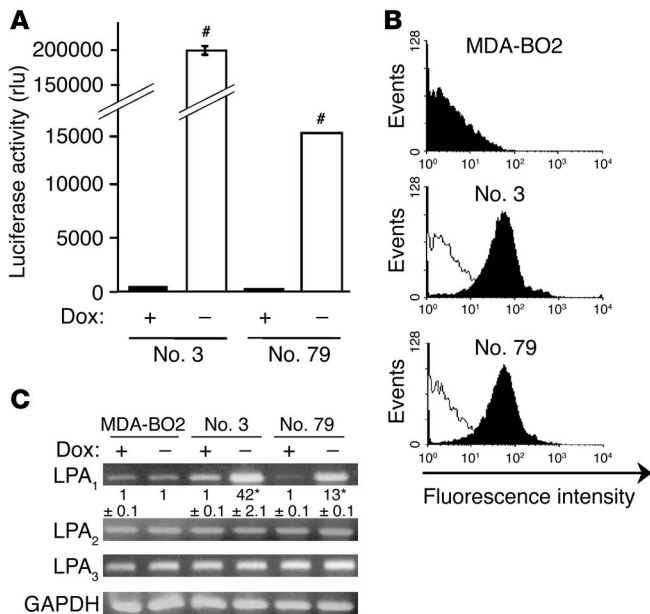 A
#
200000
150000
#
15000
10000
5000
0
Luciferase activity (rlu)
Dox: + − + −
No. 3 No. 79
B
MDA-BO2
128
Events
0
10⁰ 10¹ 10² 10³ 10⁴
No. 3
128
Events
0
10⁰ 10¹ 10² 10³ 10⁴
No. 79
128
Events
0
10⁰ 10¹ 10² 10³ 10⁴
Fluorescence intensity
C
MDA-BO2 No. 3 No. 79
Dox: + − + − + −
LPA₁
1 1 1 42* 1 13*
± 0.1 ± 0.1 ± 2.1 ± 0.1 ± 0.1
LPA₂
LPA₃
GAPDH